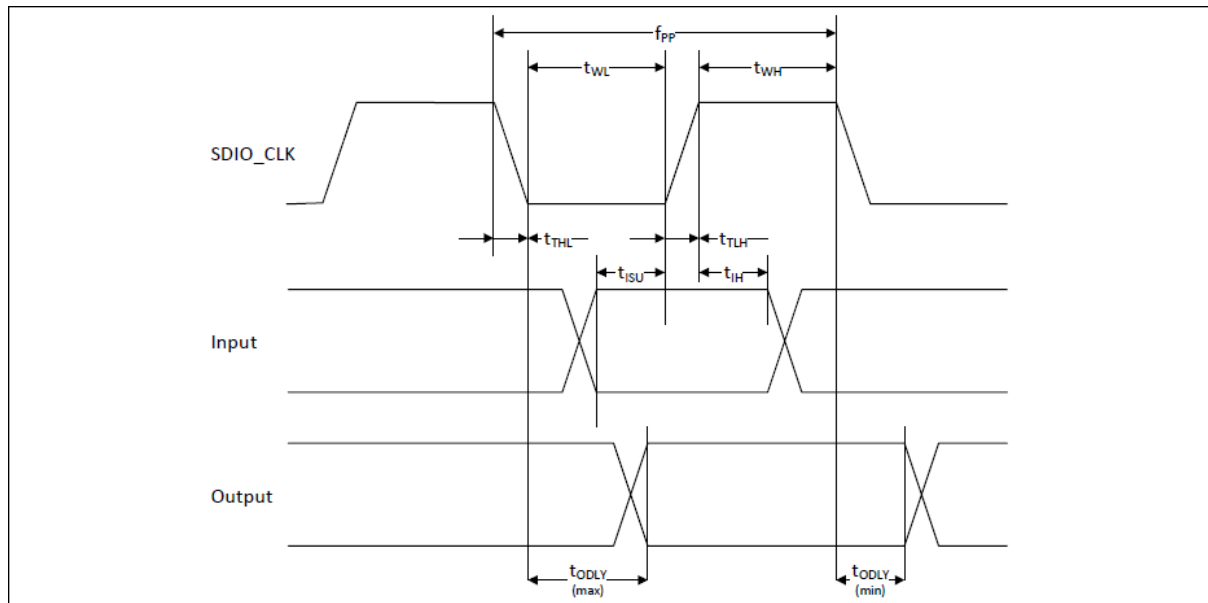 fPP
tWL
tWH
SDIO_CLK
tTHL
tTLH
tISU
tIH
Input
Output
tODLY
(max)
tODLY
(min)